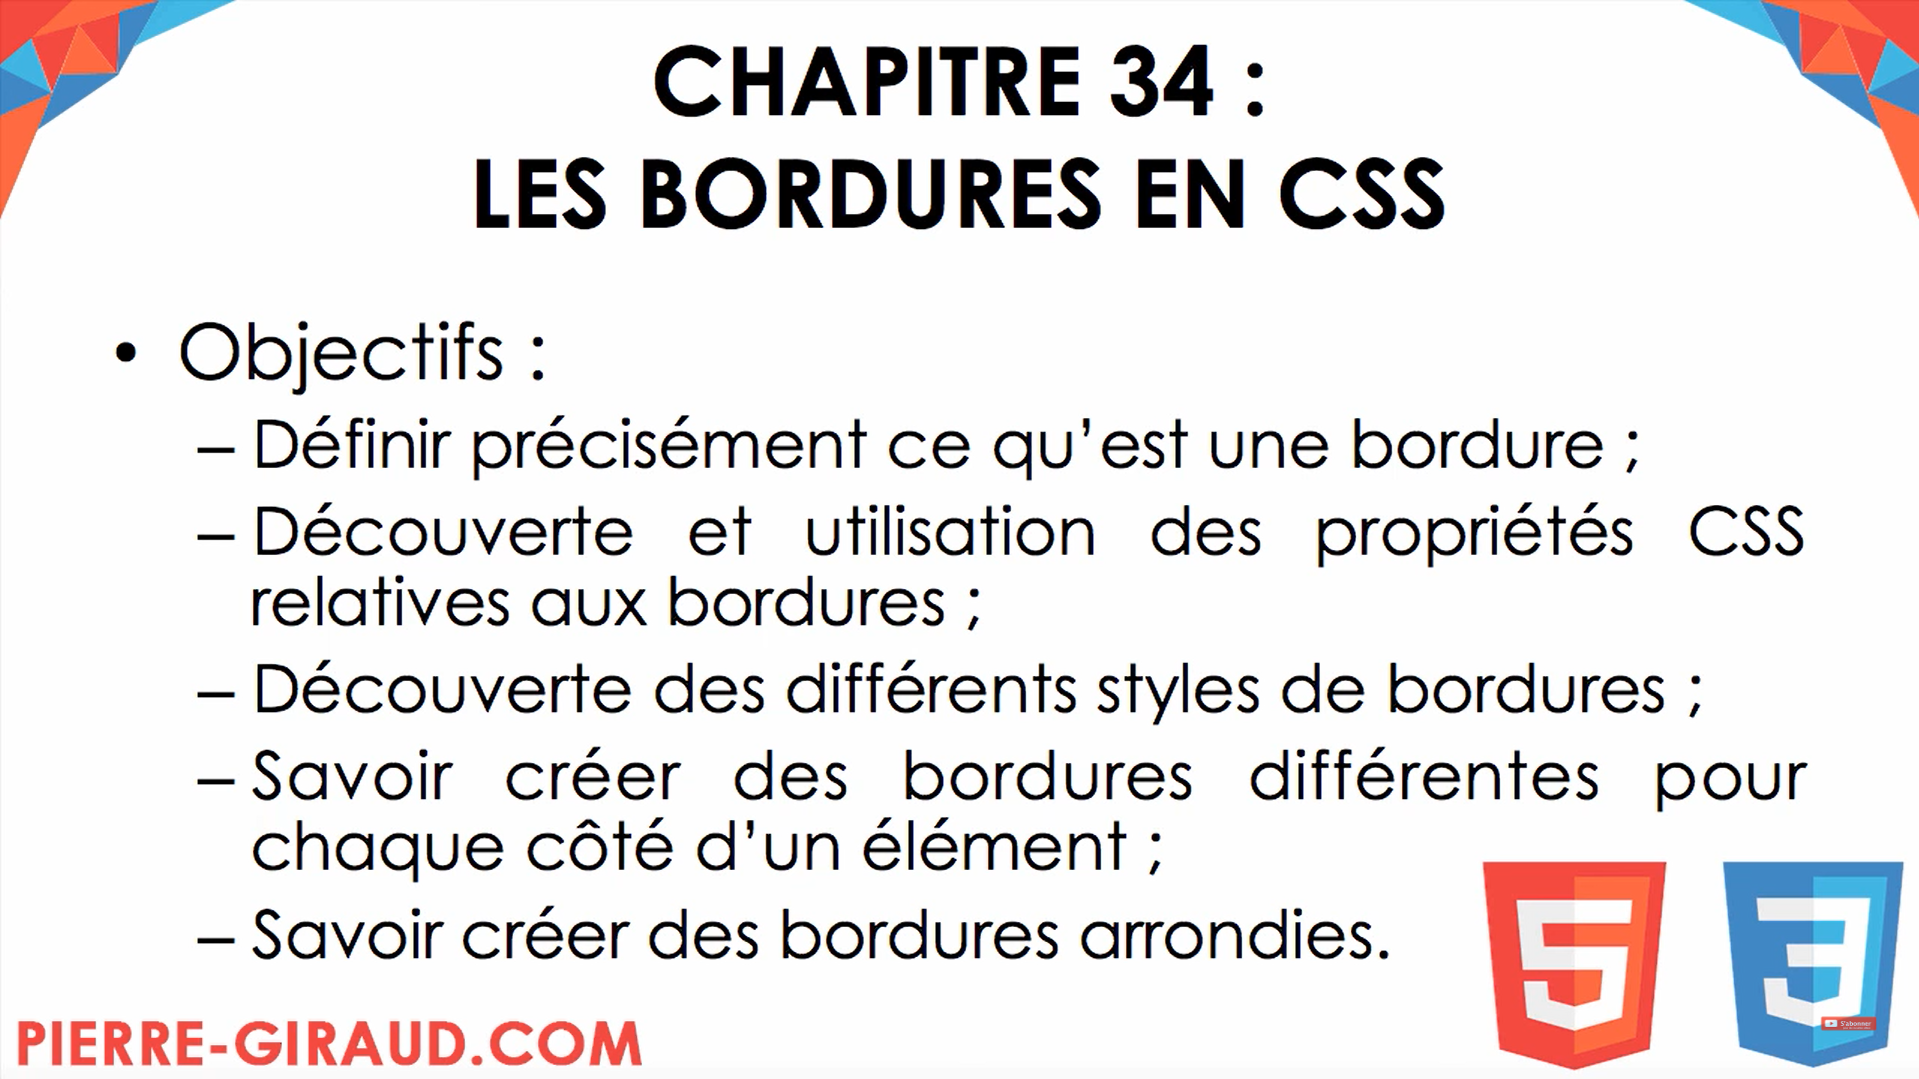 CHAPITRE 34 :
LES BORDURES EN CSS
• Objectifs :
– Définir précisément ce qu’est une bordure ;
– Découverte et utilisation des propriétés CSS
relatives aux bordures ;
– Découverte des différents styles de bordures ;
– Savoir créer des bordures différentes pour
chaque côté d’un élément ;
– Savoir créer des bordures arrondies.
5 3
S'abonner
PIERRE-GIRAUD.COM